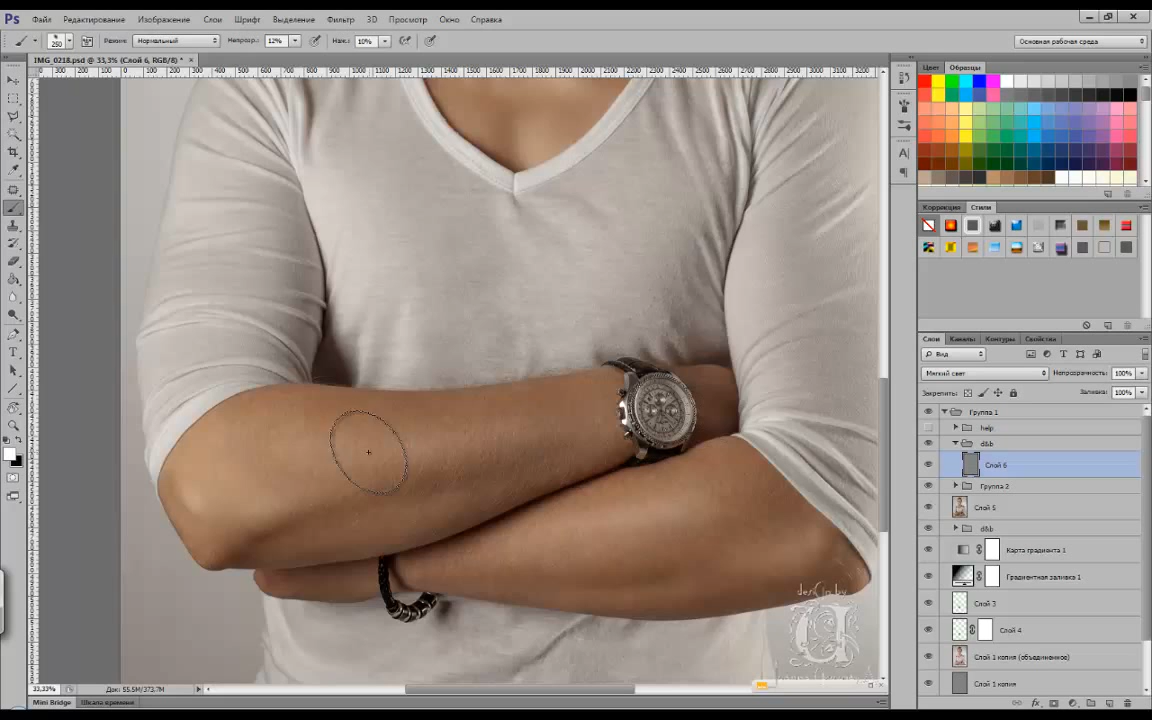 Ps Файл Редактирование Изображение Слои Шрифт Выделение Фильтр 3D Просмотр Окно Справка
250 Режим: Нормальный Непрозр.: 12% Наж.: 10% Основная рабочая среда
IMG_0218.psd @ 33,3% (Слой 6, RGB/8) * ×
Цвет Образцы
Коррекция Стили
Слои Каналы Контуры Свойства
Вид
Мягкий свет Непрозрачность: 100%
Закрепить: Заливка: 100%
Группа 1
help
d&b
Слой 6
Группа 2
Слой 5
d&b
Карта градиента 1
Градиентная заливка 1
Слой 3
Слой 4
Слой 1 копия (объединенное)
Слой 1 копия
design by
33,33% Док: 55,5M/373,7M
Mini Bridge Шкала времени